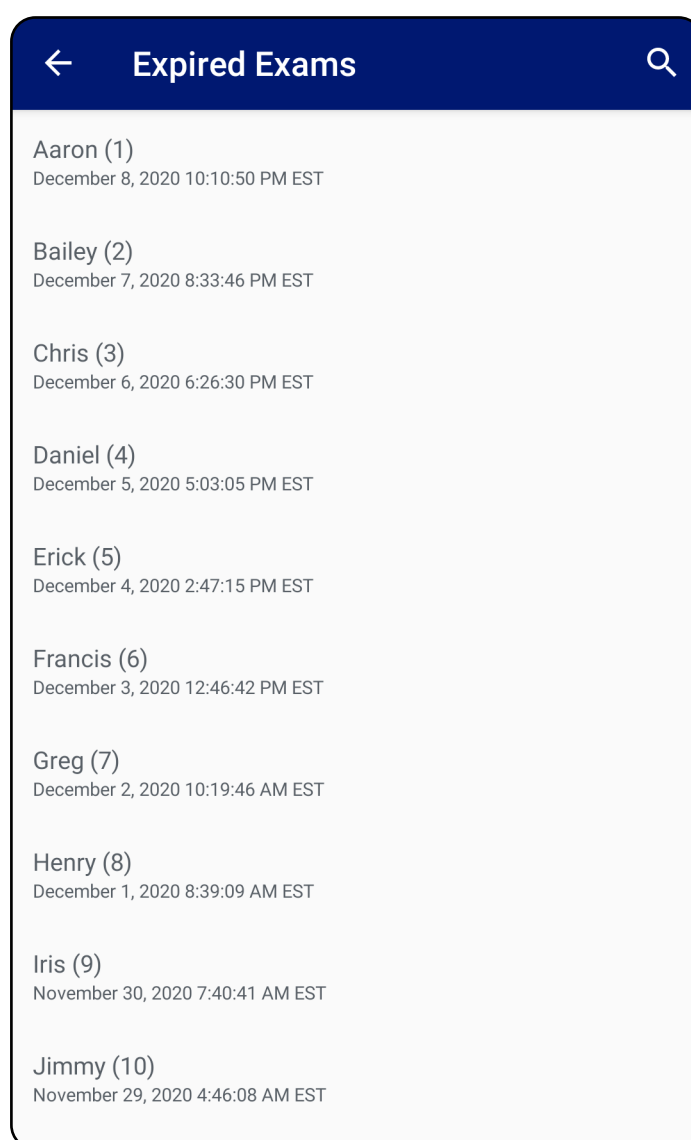 Expired Exams
Aaron (1)
December 8, 2020 10:10:50 PM EST
Bailey (2)
December 7, 2020 8:33:46 PM EST
Chris (3)
December 6, 2020 6:26:30 PM EST
Daniel (4)
December 5, 2020 5:03:05 PM EST
Erick (5)
December 4, 2020 2:47:15 PM EST
Francis (6)
December 3, 2020 12:46:42 PM EST
Greg (7)
December 2, 2020 10:19:46 AM EST
Henry (8)
December 1, 2020 8:39:09 AM EST
Iris (9)
November 30, 2020 7:40:41 AM EST
Jimmy (10)
November 29, 2020 4:46:08 AM EST